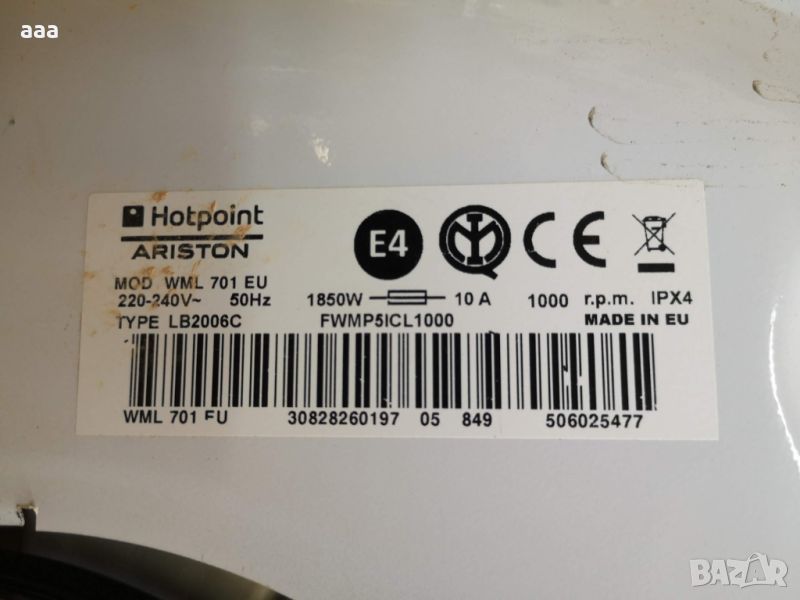 aaa
Hotpoint
ARISTON
E4
CE
MOD WML 701 EU
220-240V~ 50Hz 1850W 10 A 1000 r.p.m. IPX4
TYPE LB2006C FWMP5ICL1000 MADE IN EU
WML 701 EU 30828260197 05 849 506025477
BAZAR